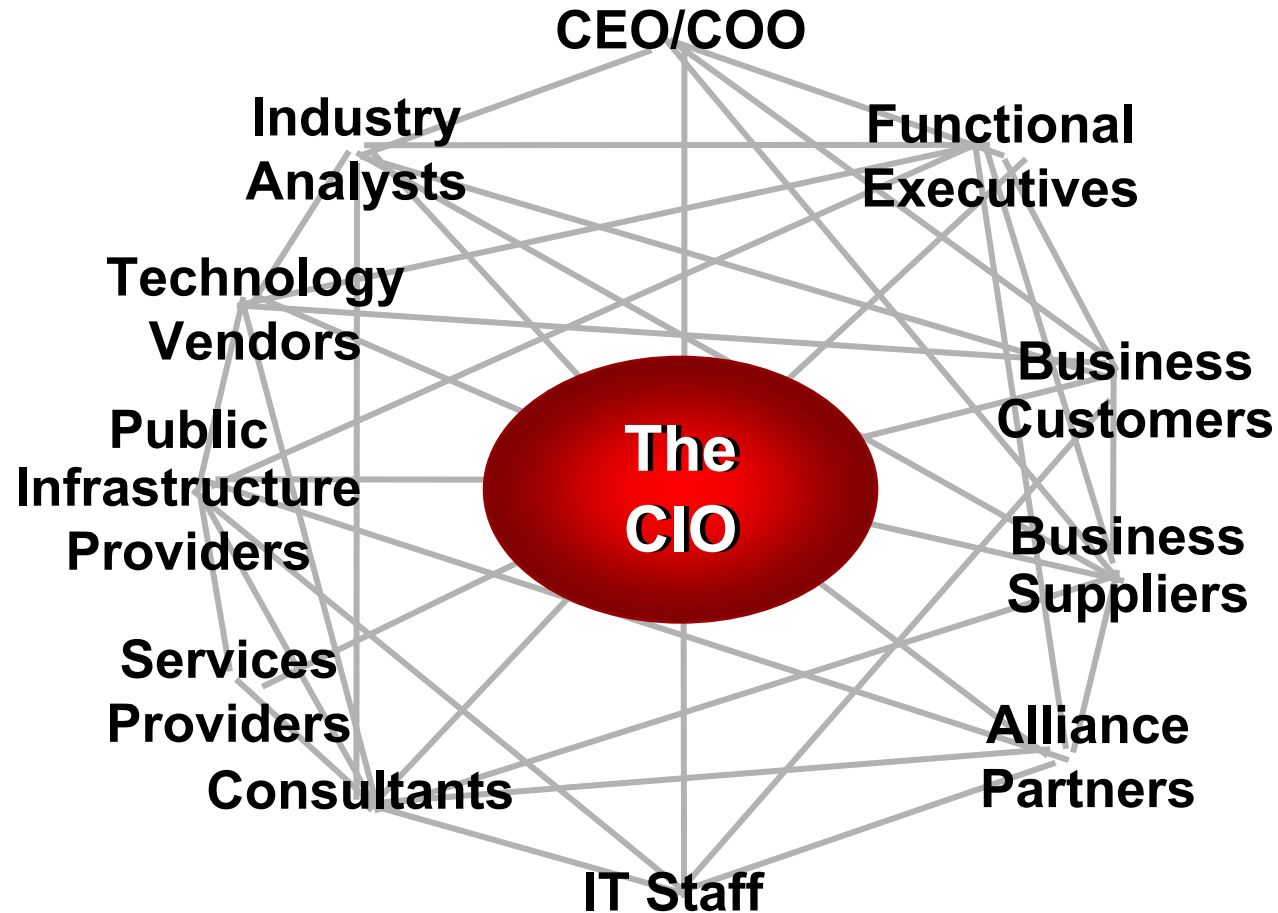 CEO/COO
Industry
Analysts
Functional
Executives
Technology
Vendors
Business
Customers
Public
Infrastructure
Providers
The
CIO
Business
Suppliers
Services
Providers
Alliance
Partners
Consultants
IT Staff